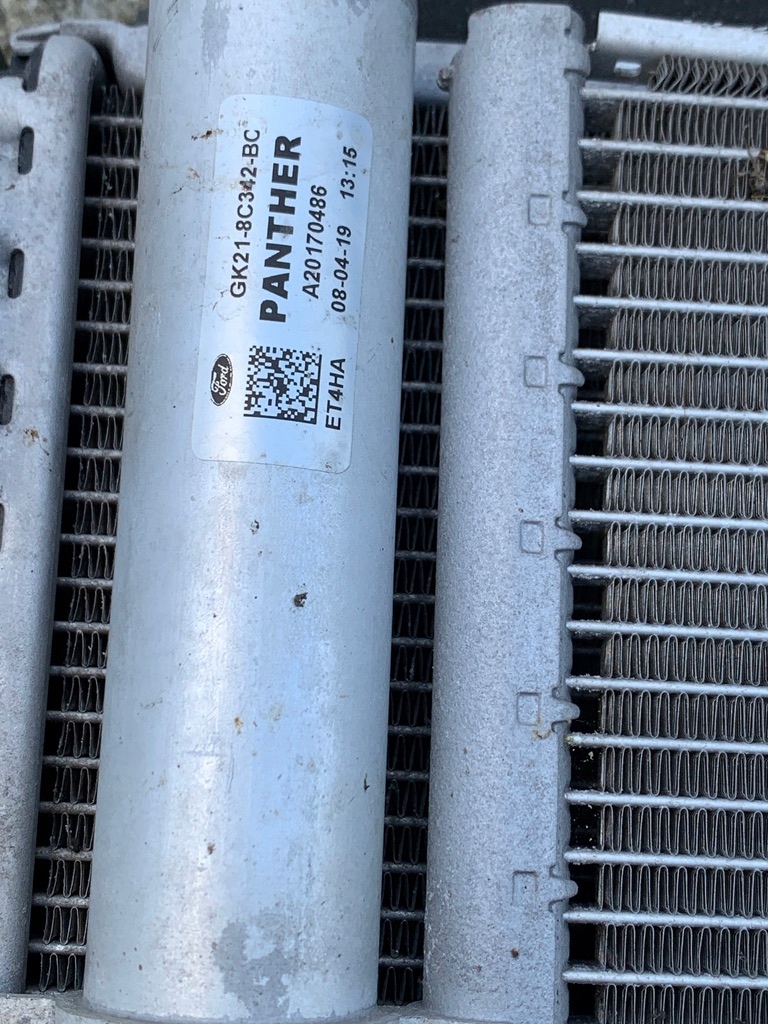 GK21-8C342-BC
PANTHER
A20170486
08-04-19 13:15
Ford
ET4HA